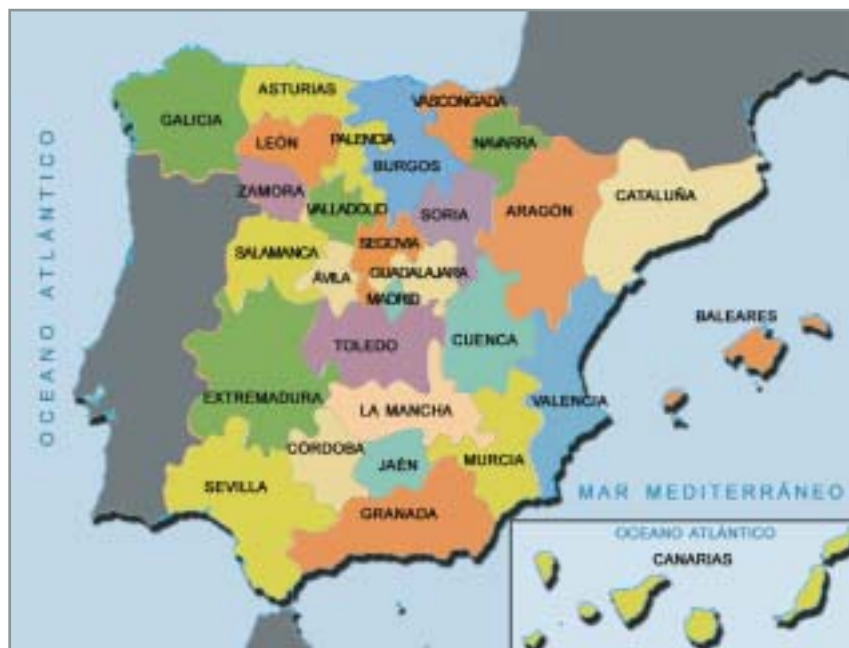 ASTURIAS
VASCONGADA
GALICIA
LEÓN
PALENCIA
NAVARRA
BURGOS
ZAMORA
CATALUÑA
VALLADOLID
SORIA
ARAGÓN
SALAMANCA
SEGOVIA
ÁVILA
GUADALAJARA
MADRID
OCEANO ATLÁNTICO
BALEARES
TOLEDO
CUENCA
EXTREMADURA
LA MANCHA
VALENCIA
CÓRDOBA
JAÉN
MURCIA
SEVILLA
MAR MEDITERRÁNEO
GRANADA
OCEANO ATLÁNTICO
CANARIAS